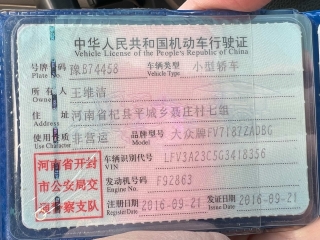 中华人民共和国机动车行驶证
Vehicle License of the People's Republic of China
号牌号码 豫B74458 车辆类型 小型轿车
Plate No. Vehicle Type
所有人 王维洁
Owner
住址 河南省杞县平城乡聂庄村七组
Address
使用性质 非营运 品牌型号 大众牌FV7187ZADBG
Use Character Model
河南省开封市公安局交通警察支队
车辆识别代号 LFV3A23C5G3418356
VIN
发动机号码 F92863
Engine No.
注册日期 2016-09-21 发证日期 2016-09-21
Register Date Issue Date